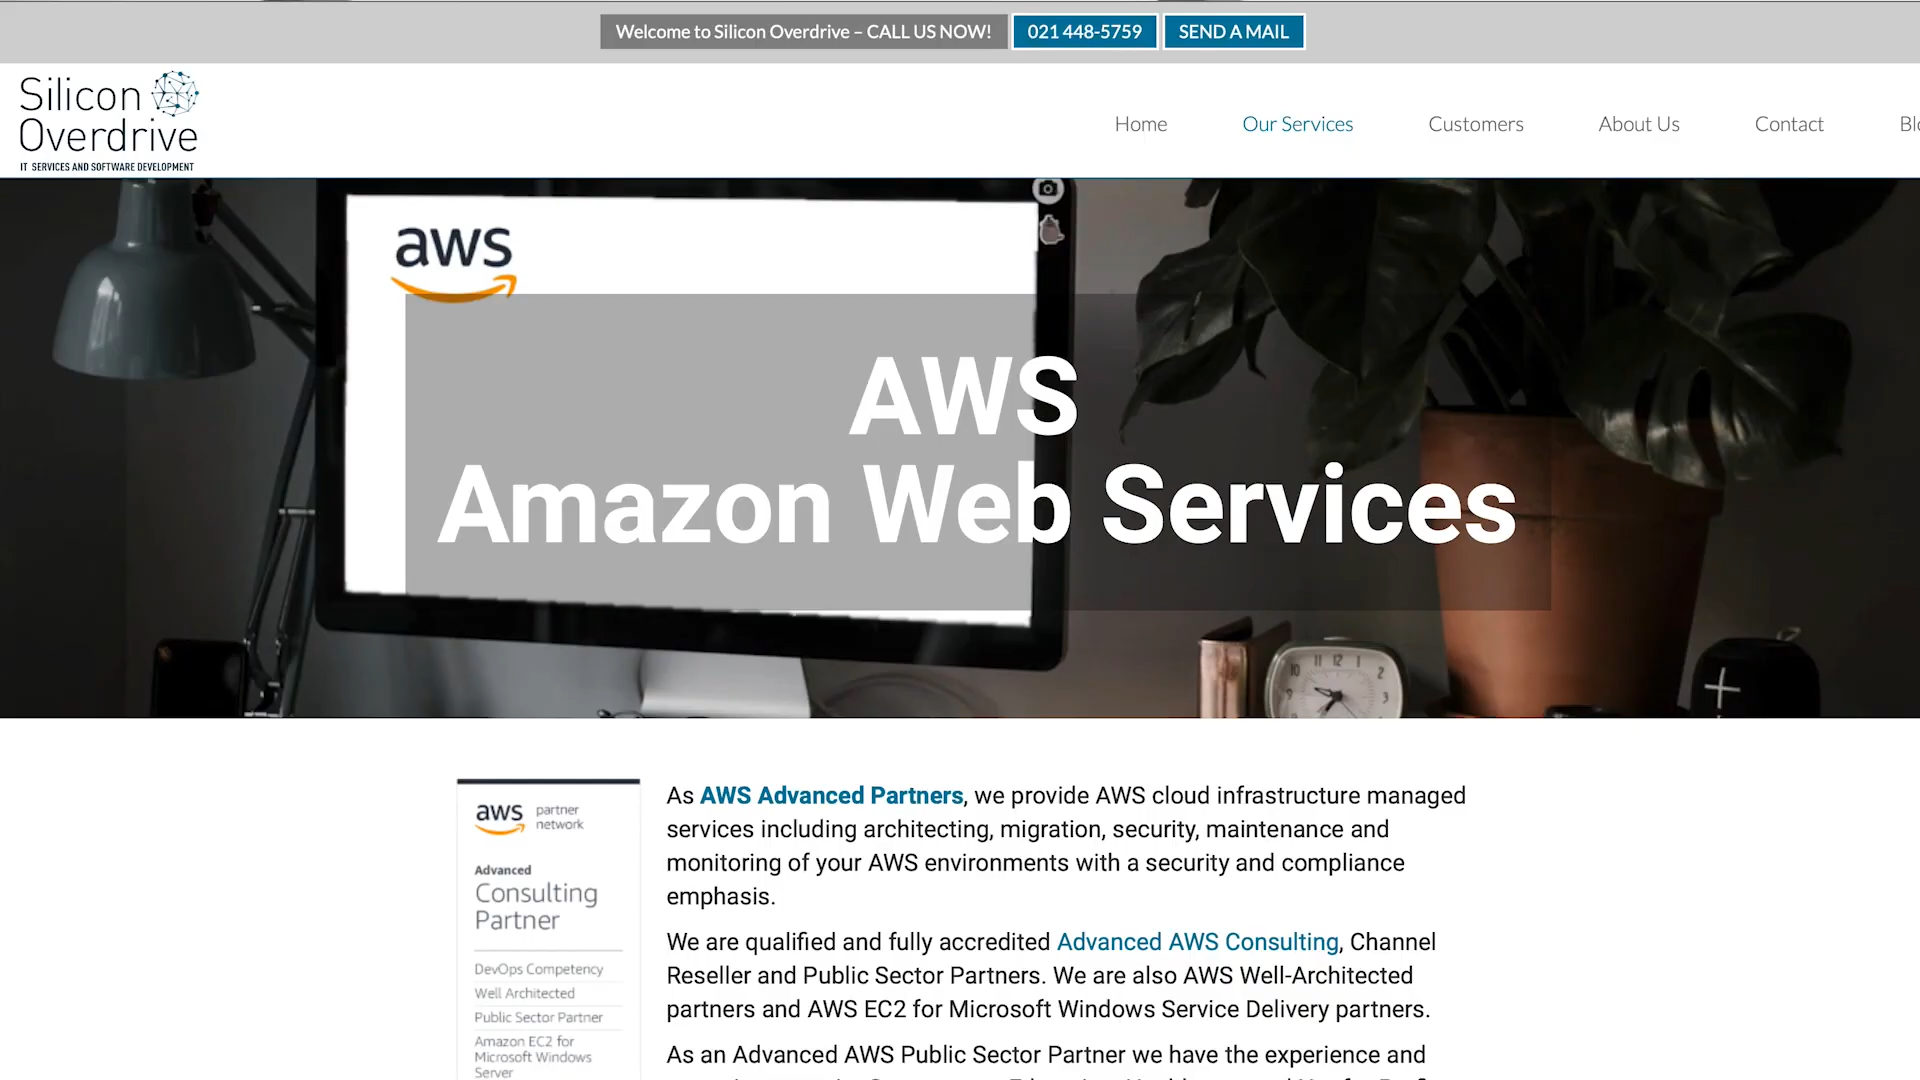 Welcome to Silicon Overdrive – CALL US NOW!
021 448-5759
SEND A MAIL
Silicon
Overdrive
IT SERVICES AND SOFTWARE DEVELOPMENT
Home
Our Services
Customers
About Us
Contact
aws
AWS
Amazon Web Services
10 11 12 1 2 3
aws partner
network
Advanced
Consulting
Partner
DevOps Competency
Well Architected
Public Sector Partner
Amazon EC2 for
Microsoft Windows
Server
As AWS Advanced Partners, we provide AWS cloud infrastructure managed
services including architecting, migration, security, maintenance and
monitoring of your AWS environments with a security and compliance
emphasis.
We are qualified and fully accredited Advanced AWS Consulting, Channel
Reseller and Public Sector Partners. We are also AWS Well-Architected
partners and AWS EC2 for Microsoft Windows Service Delivery partners.
As an Advanced AWS Public Sector Partner we have the experience and